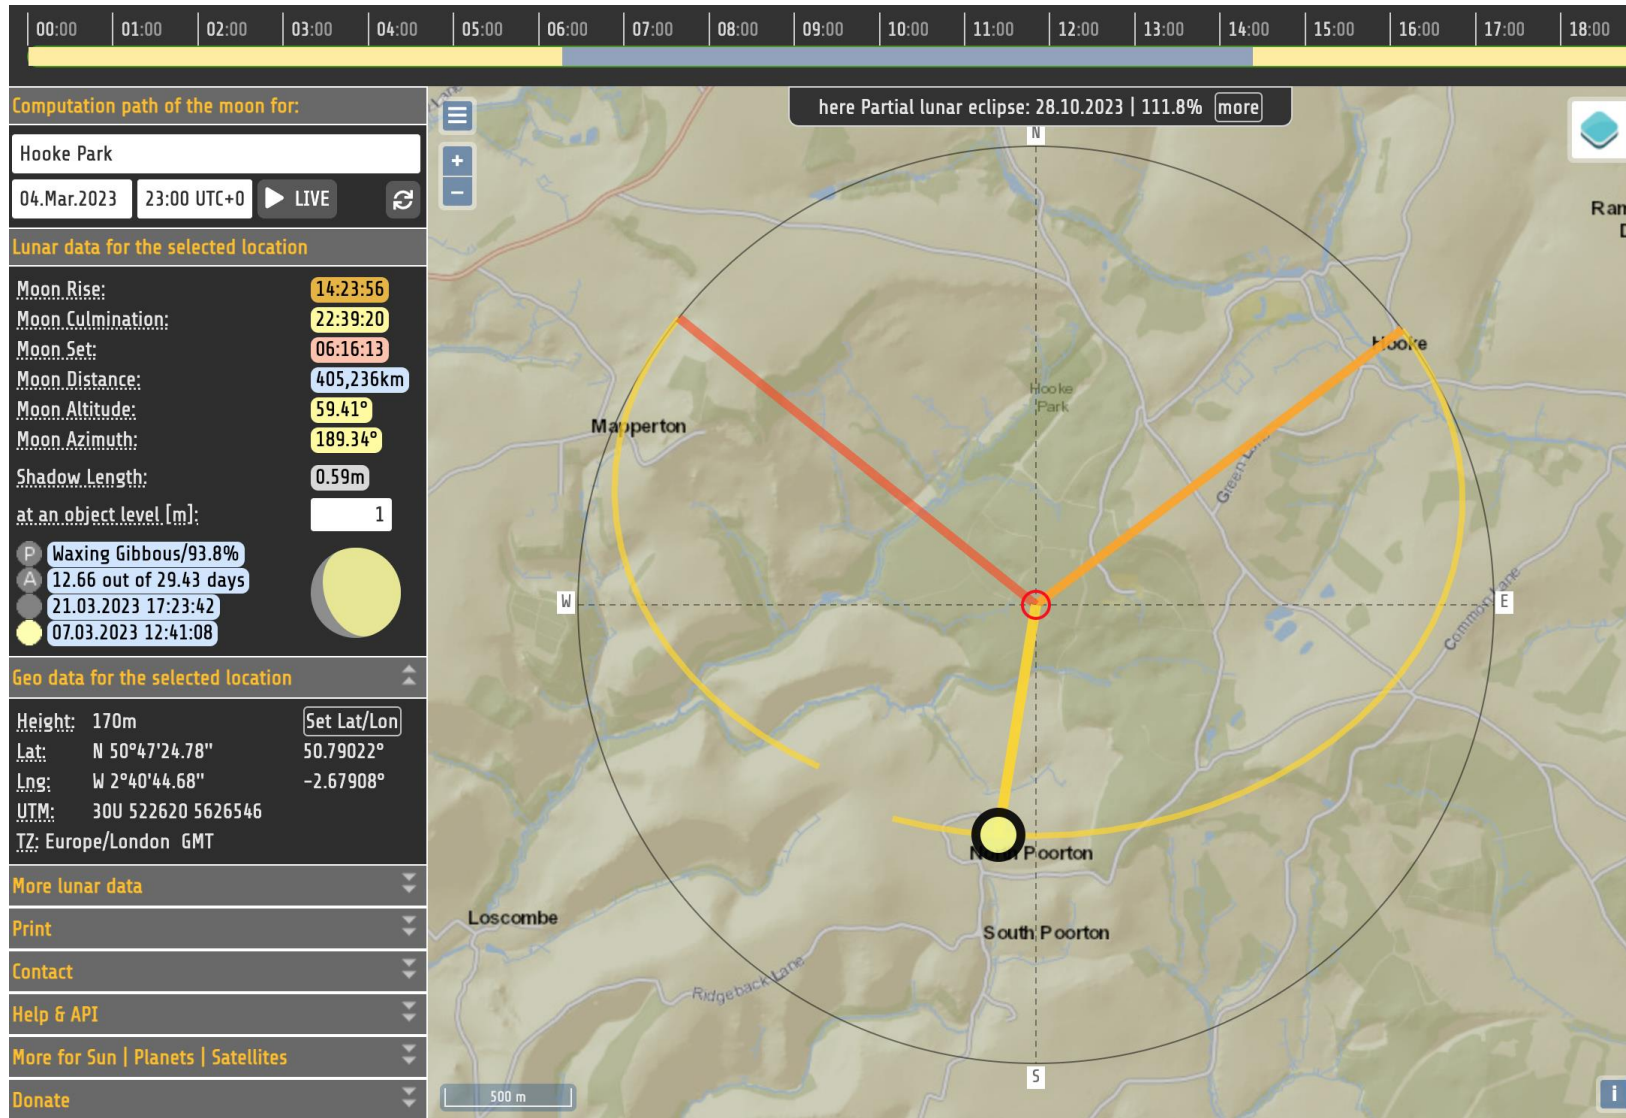 00:00 01:00 02:00 03:00 04:00 05:00 06:00 07:00 08:00 09:00 10:00 11:00 12:00 13:00 14:00 15:00 16:00 17:00 18:00
Computation path of the moon for:
Hooke Park
04.Mar.2023 23:00 UTC+0 LIVE
Lunar data for the selected location
Moon Rise: 14:23:56
Moon Culmination: 22:39:20
Moon Set: 06:16:13
Moon Distance: 405,236km
Moon Altitude: 59.41°
Moon Azimuth: 189.34°
Shadow Length: 0.59m
at an object level [m]: 1
P Waxing Gibbous/93.8%
A 12.66 out of 29.43 days
21.03.2023 17:23:42
07.03.2023 12:41:08
Geo data for the selected location
Height: 170m Set Lat/Lon
Lat: N 50°47'24.78" 50.79022°
Lng: W 2°40'44.68" -2.67908°
UTM: 30U 522620 5626546
TZ: Europe/London GMT
More lunar data
Print
Contact
Help & API
More for Sun | Planets | Satellites
Donate
here Partial lunar eclipse: 28.10.2023 | 111.8% more
+
−
N
Hooke
Hooke
Park
Mapperton
Green Lane
W
E
Common Lane
North Poorton
Loscombe
South Poorton
Ridgeback Lane
S
500 m
i